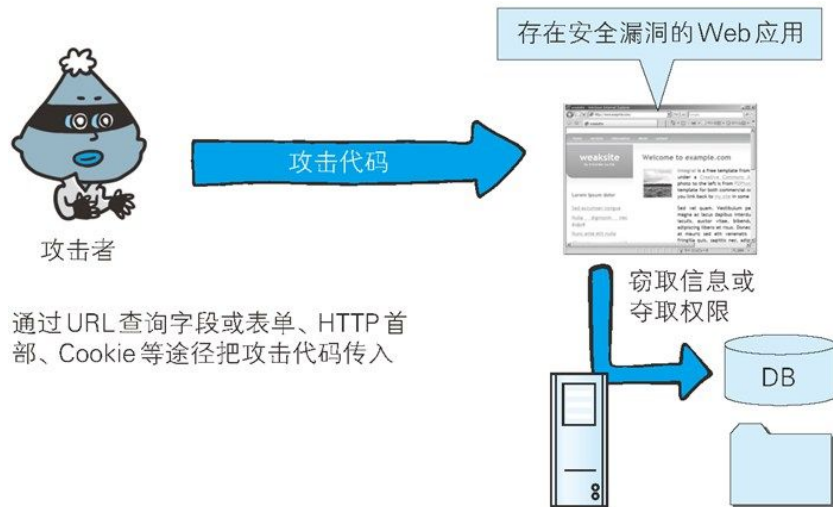 存在安全漏洞的Web应用
攻击代码
weaksite
Welcome to example.com
攻击者
窃取信息或
夺取权限
通过URL查询字段或表单、HTTP首
部、Cookie等途径把攻击代码传入
DB